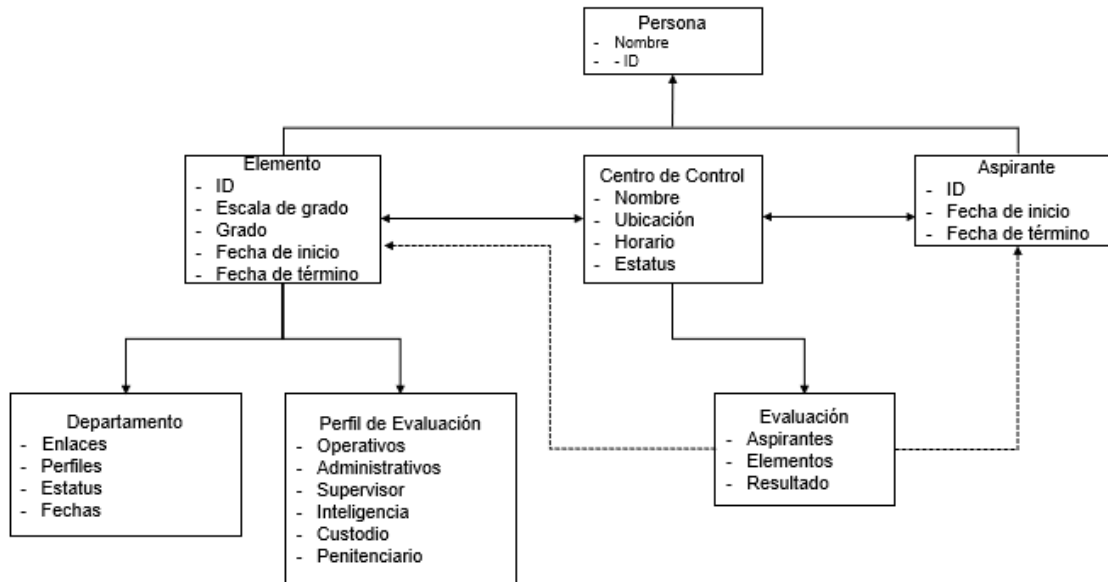 Persona
- Nombre
- - ID
Elemento
- ID
- Escala de grado
- Grado
- Fecha de inicio
- Fecha de término
Centro de Control
- Nombre
- Ubicación
- Horario
- Estatus
Aspirante
- ID
- Fecha de inicio
- Fecha de término
Departamento
- Enlaces
- Perfiles
- Estatus
- Fechas
Perfil de Evaluación
- Operativos
- Administrativos
- Supervisor
- Inteligencia
- Custodio
- Penitenciario
Evaluación
- Aspirantes
- Elementos
- Resultado